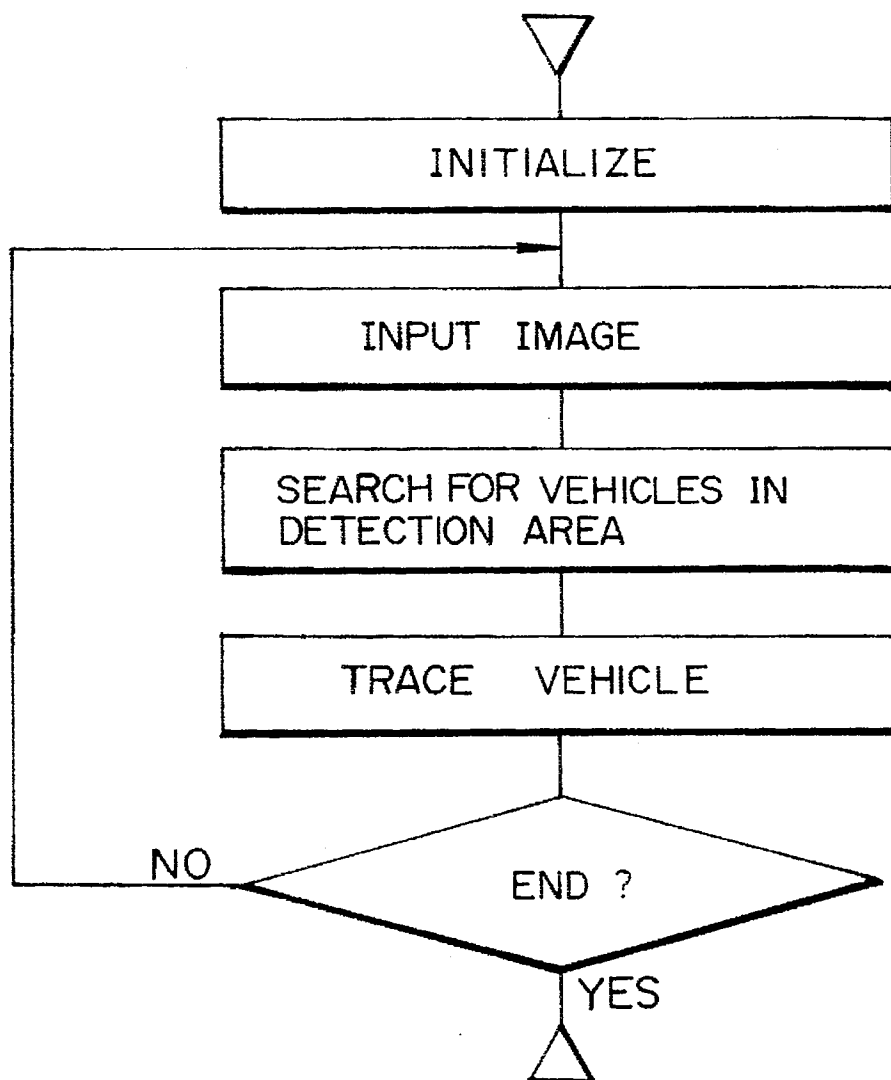 INITIALIZE
INPUT IMAGE
SEARCH FOR VEHICLES IN
DETECTION AREA
TRACE VEHICLE
END ?
NO
YES